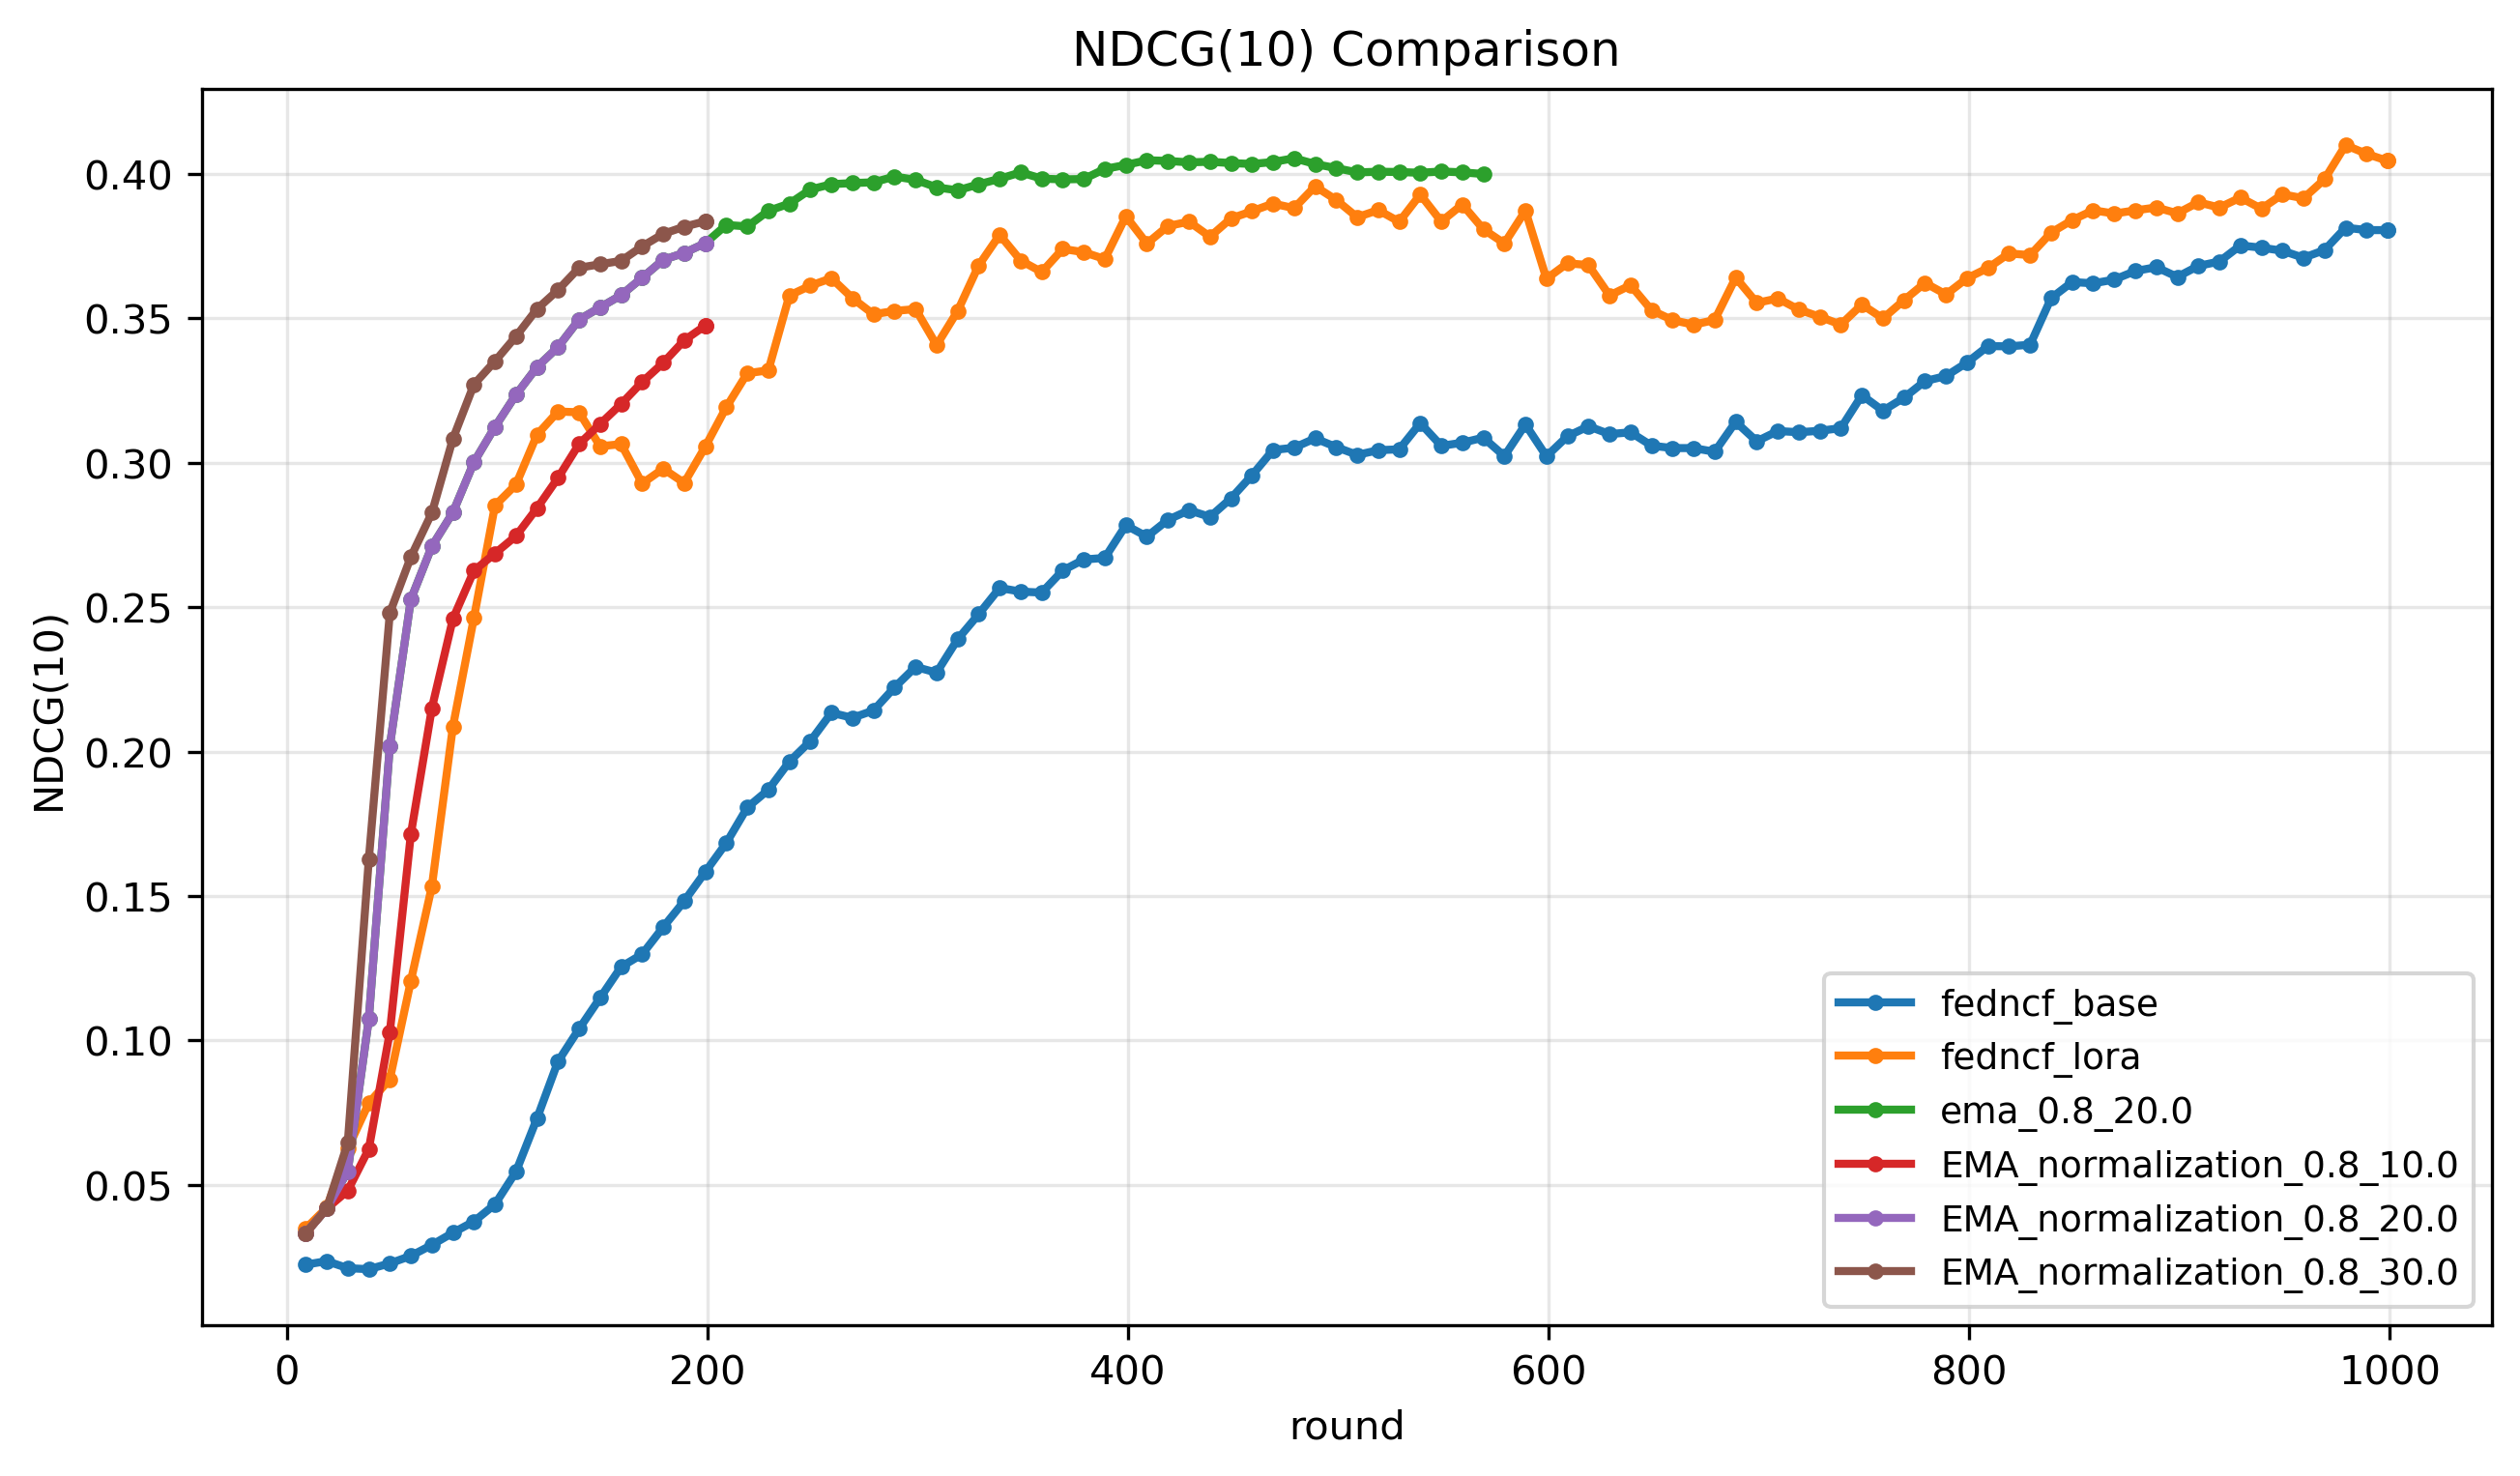 NDCG(10) Comparison
NDCG(10)
0.40
0.35
0.30
0.25
0.20
0.15
0.10
0.05
0 200 400 600 800 1000
round
fedncf_base
fedncf_lora
ema_0.8_20.0
EMA_normalization_0.8_10.0
EMA_normalization_0.8_20.0
EMA_normalization_0.8_30.0